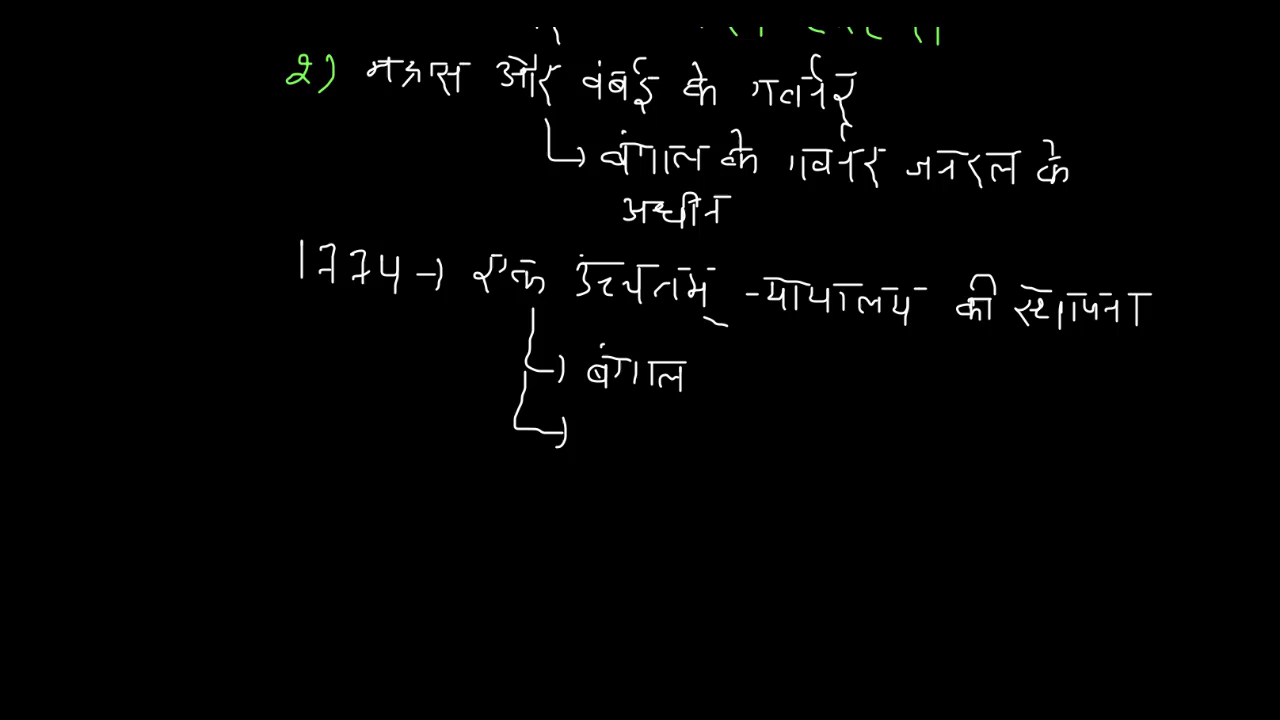 2) मद्रास और बंबई के गवर्नर
बंगाल के गवर्नर जनरल के
अधीन
1774 → एक उच्चतम न्यायालय की स्थापना
बंगाल